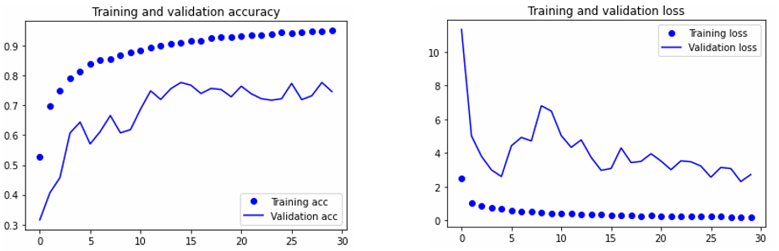 Training and validation accuracy
0.9
0.8
0.7
0.6
0.5
0.4
0.3
Training acc
Validation acc
0 5 10 15 20 25 30
Training and validation loss
10
8
6
4
2
0
Training loss
Validation loss
0 5 10 15 20 25 30